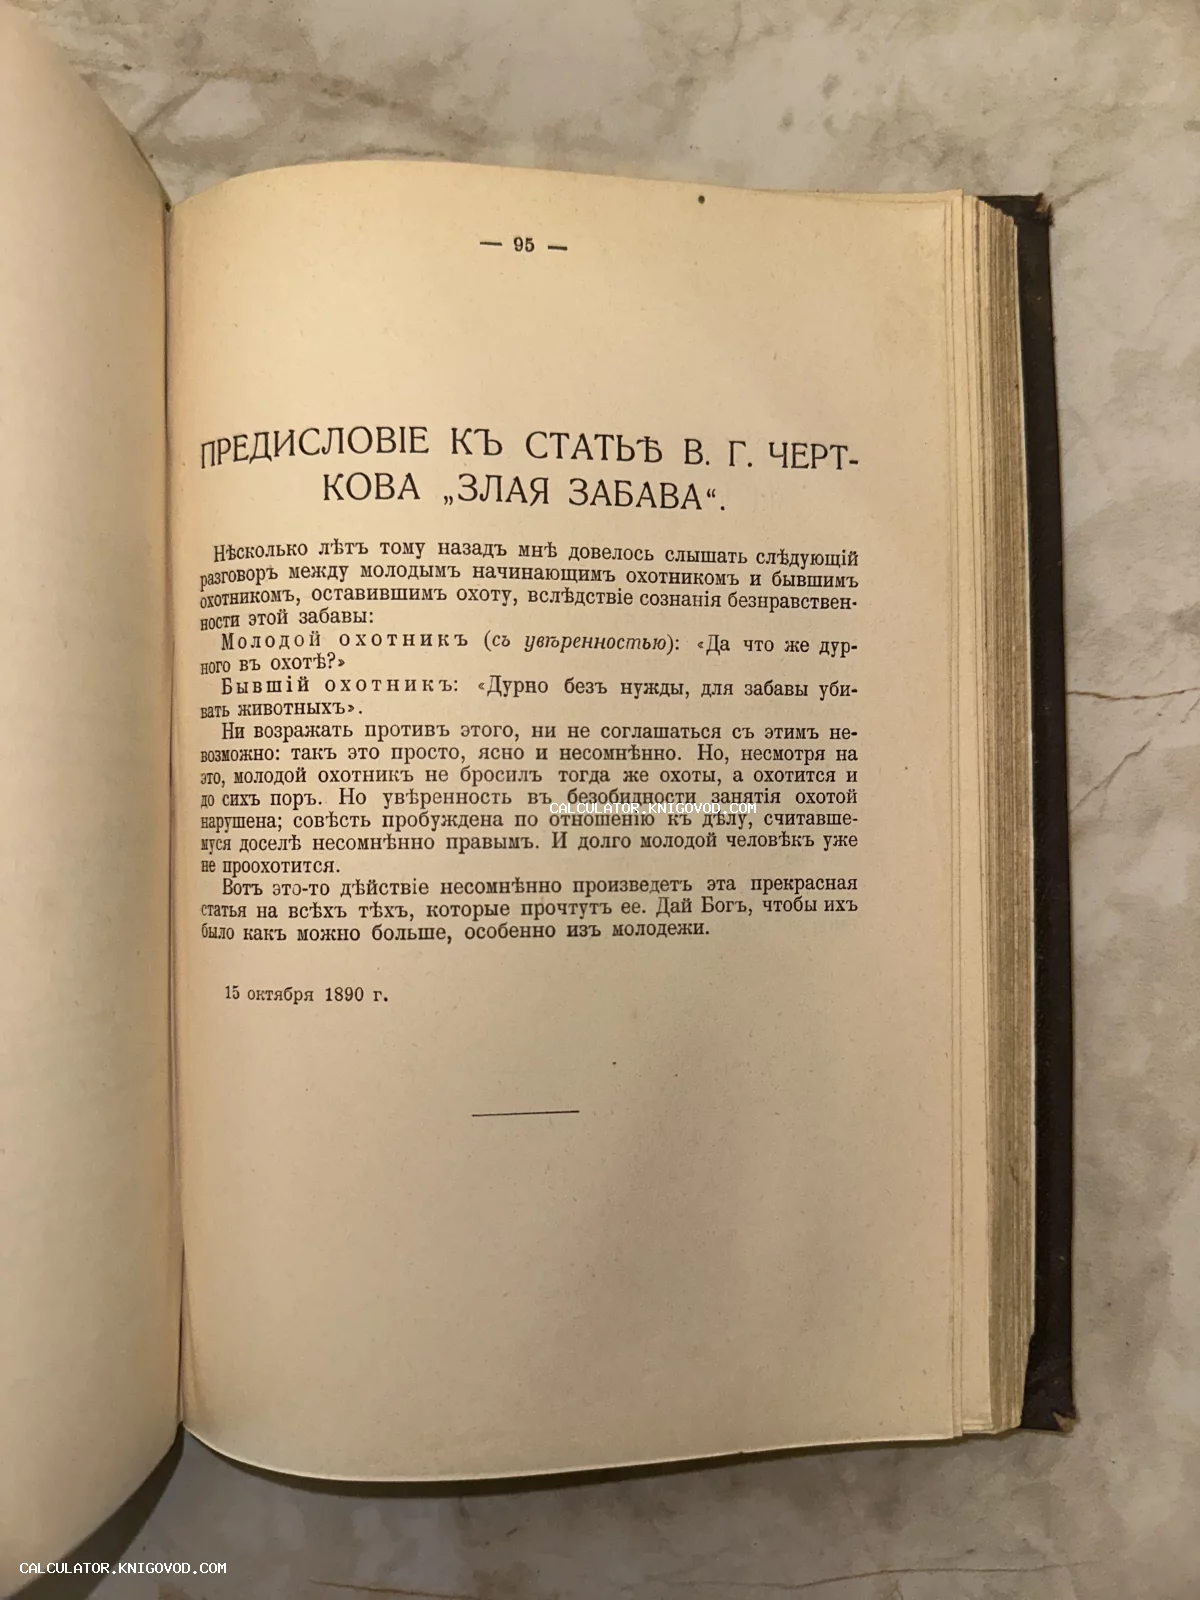 — 95 —
ПРЕДИСЛОВІЕ КЪ СТАТЬѢ В. Г. ЧЕРТ-
КОВА „ЗЛАЯ ЗАБАВА“.
Нѣсколько лѣтъ тому назадъ мнѣ довелось слышать слѣдующій
разговоръ между молодымъ начинающимъ охотникомъ и бывшимъ
охотникомъ, оставившимъ охоту, вслѣдствіе сознанія безнравствен-
ности этой забавы:
Молодой охотникъ (съ увѣренностью): «Да что же дур-
ного въ охотѣ?»
Бывшій охотникъ: «Дурно безъ нужды, для забавы уби-
вать животныхъ».
Ни возражать противъ этого, ни не соглашаться съ этимъ не-
возможно: такъ это просто, ясно и несомнѣнно. Но, несмотря на
это, молодой охотникъ не бросилъ тогда же охоты, а охотится и
до сихъ поръ. Но увѣренность въ безобидности занятія охотой
CALCULATOR.KNIGOVOD.COM
нарушена; совѣсть пробуждена по отношенію къ дѣлу, считавше-
муся доселѣ несомнѣнно правымъ. И долго молодой человѣкъ уже
не проохотится.
Вотъ это-то дѣйствіе несомнѣнно произведетъ эта прекрасная
статья на всѣхъ тѣхъ, которые прочтутъ ее. Дай Богъ, чтобы ихъ
было какъ можно больше, особенно изъ молодежи.
15 октября 1890 г.
CALCULATOR.KNIGOVOD.COM